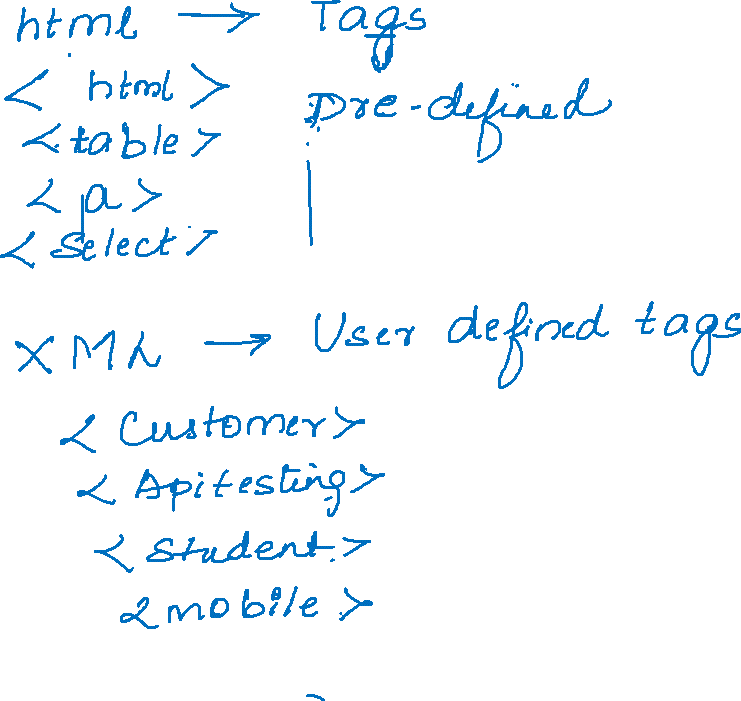 html → Tags
< html > Pre-defined
<table>
<a>
<Select>
XML → User defined tags
<Customer>
<Apitesting>
<Student>
<mobile>